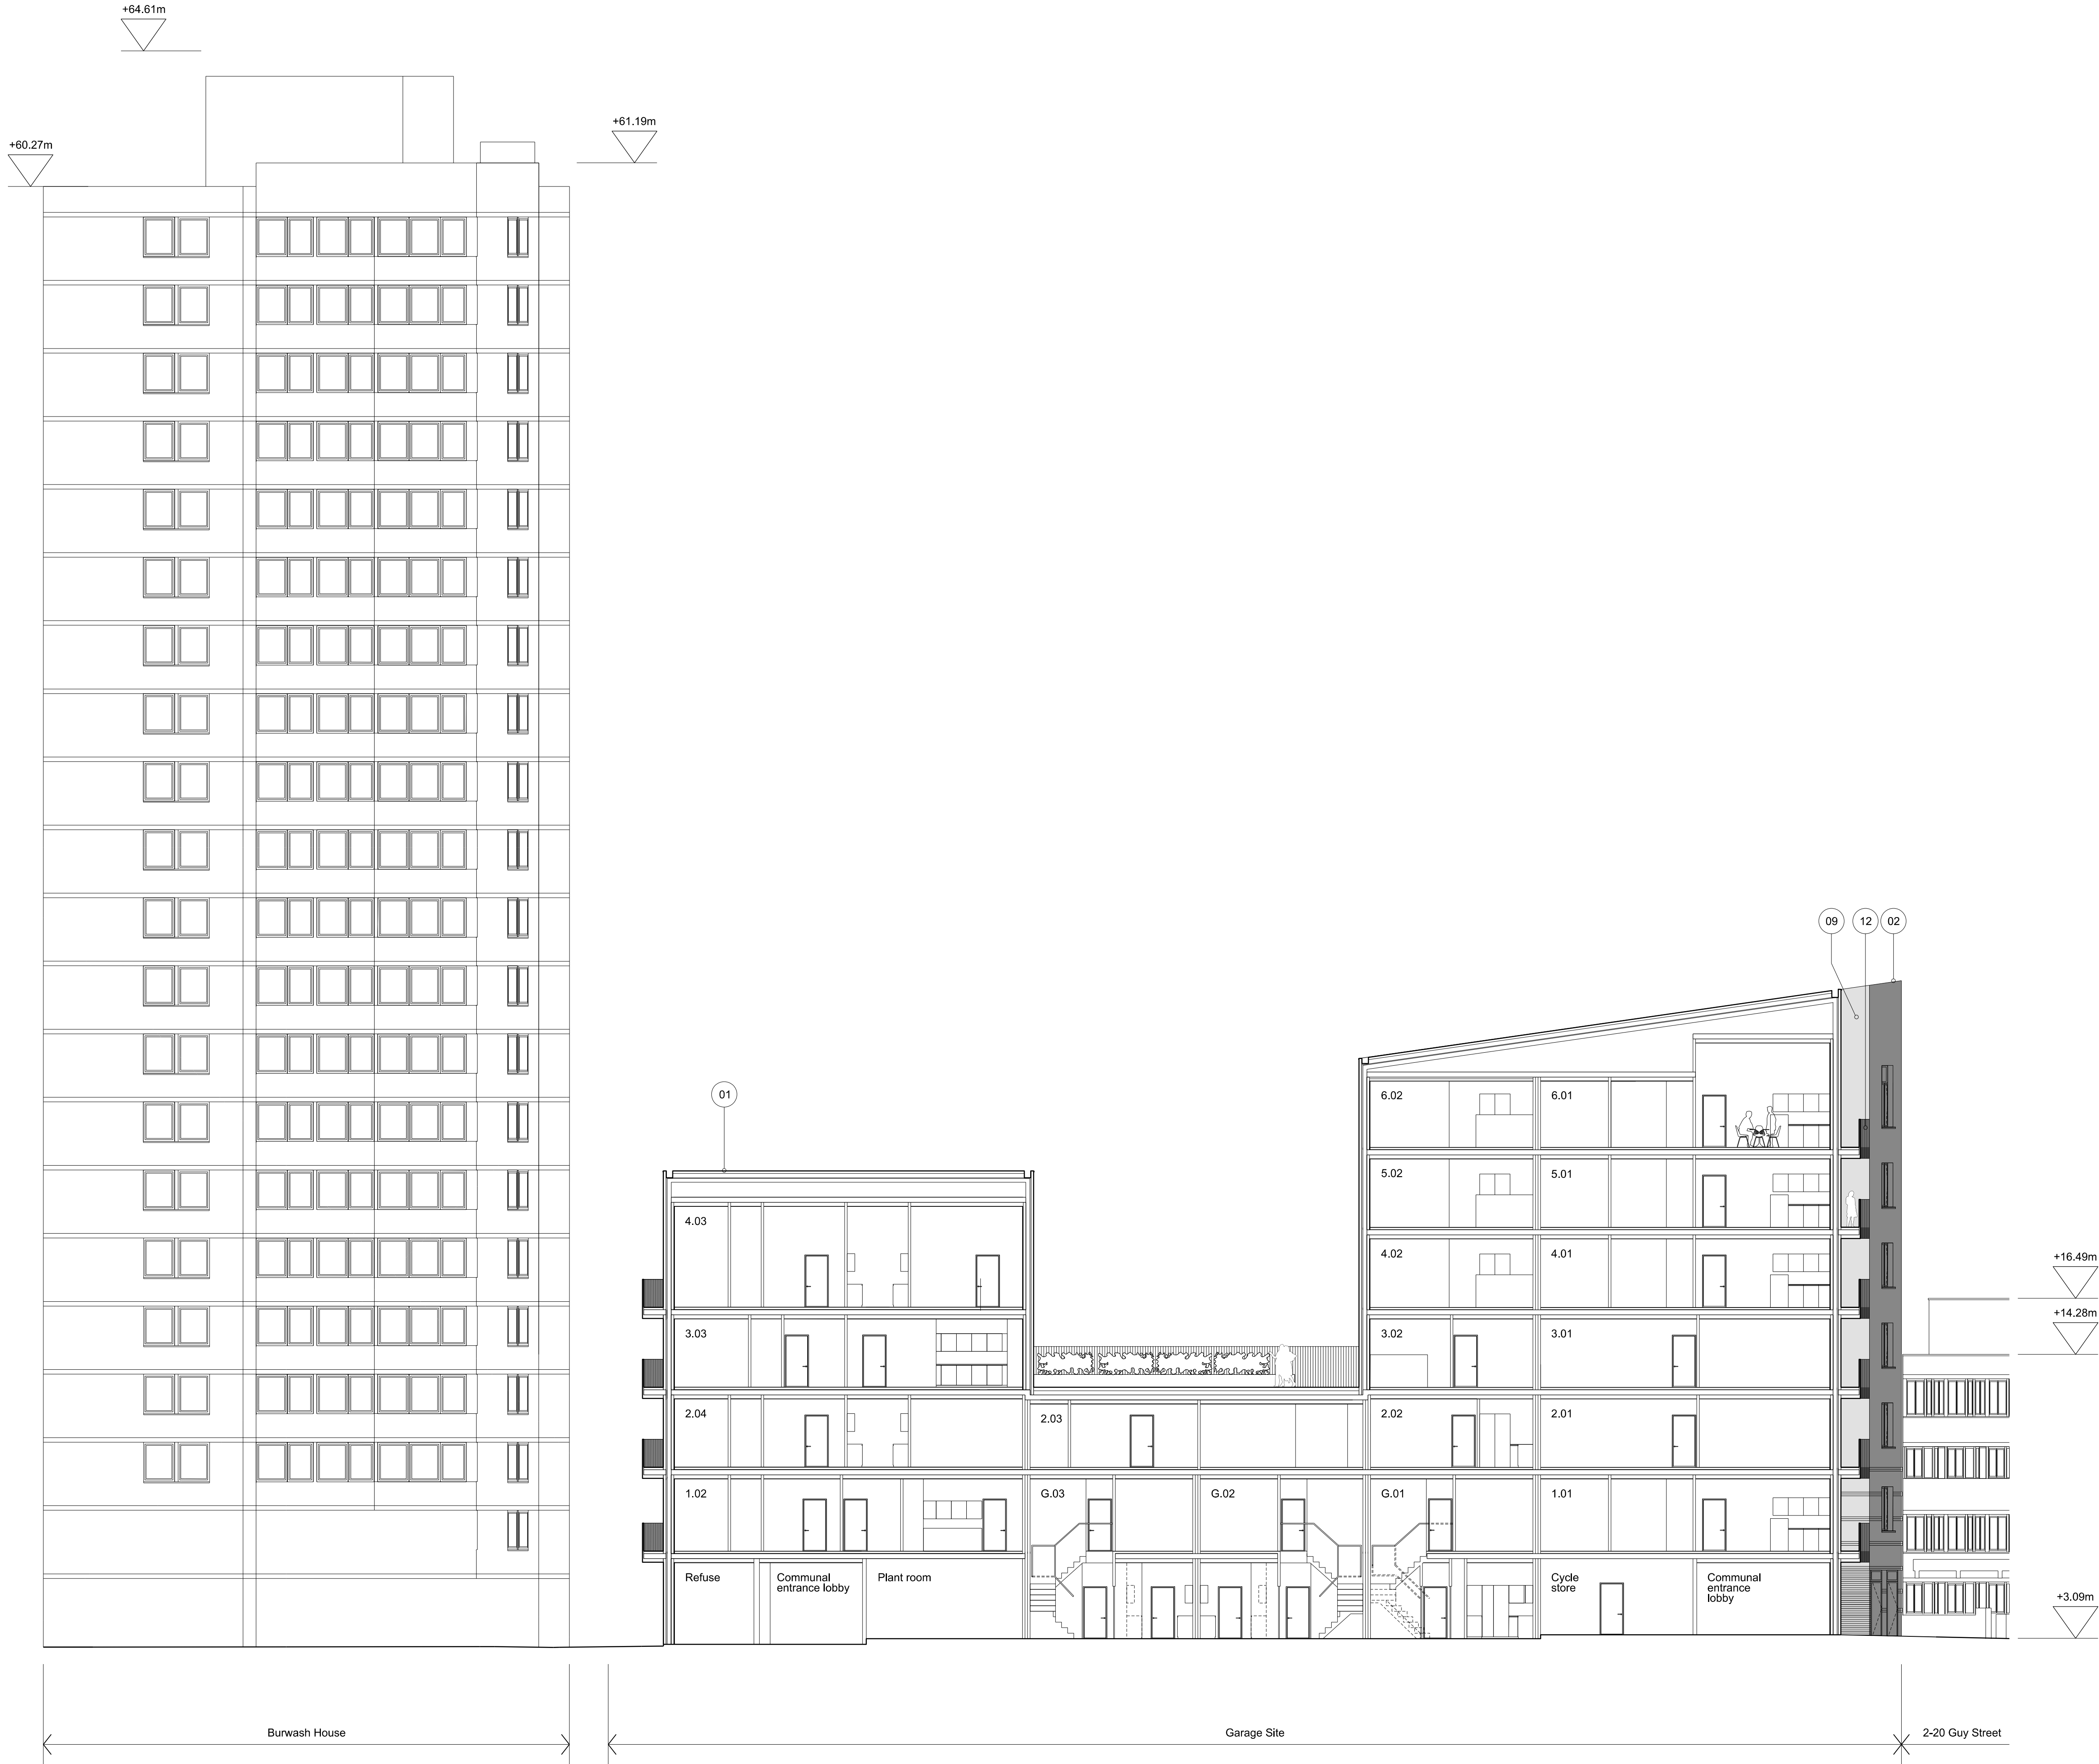 +64.61m
+61.19m
+60.27m
09
12
02
01
6.02
6.01
5.02
5.01
4.03
4.02
4.01
+16.49m
+14.28m
3.03
3.02
3.01
2.04
2.03
2.02
2.01
1.02
G.03
G.02
G.01
1.01
Refuse
Communal
entrance lobby
Plant room
Cycle
store
Communal
entrance
lobby
+3.09m
Burwash House
Garage Site
2-20 Guy Street